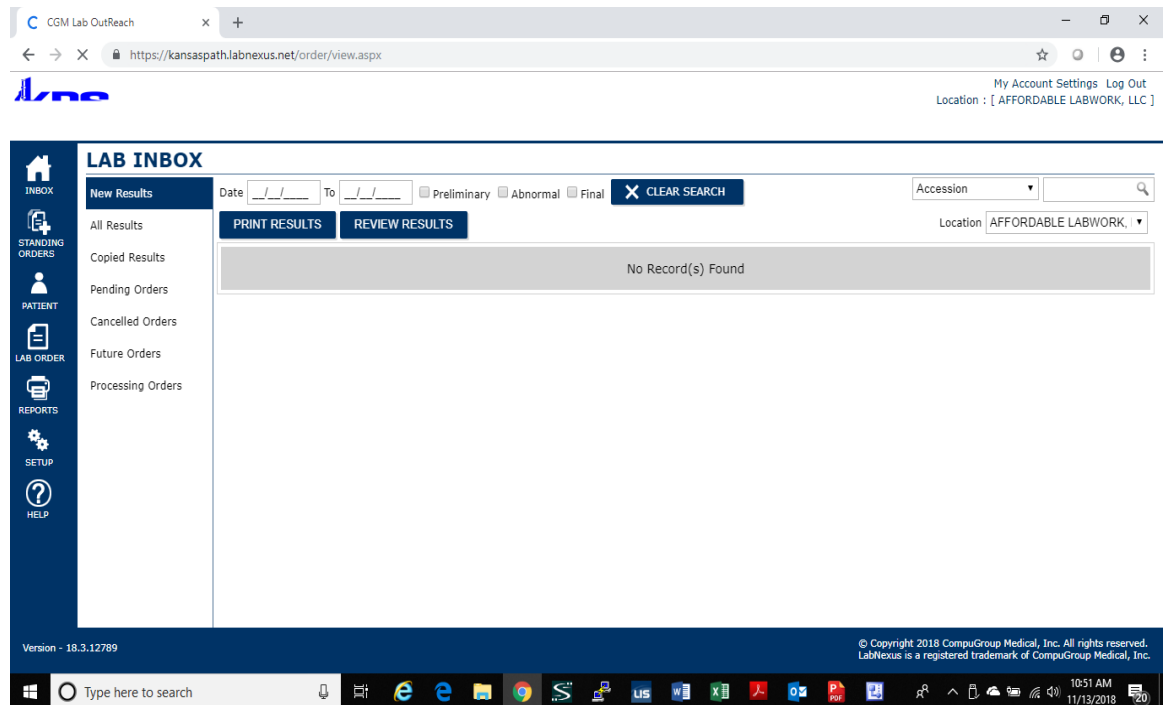 CGM Lab OutReach
https://kansaspath.labnexus.net/order/view.aspx
My Account Settings Log Out
Location : [ AFFORDABLE LABWORK, LLC ]
LAB INBOX
INBOX
STANDING ORDERS
PATIENT
LAB ORDER
REPORTS
SETUP
HELP
New Results
All Results
Copied Results
Pending Orders
Cancelled Orders
Future Orders
Processing Orders
Date __/__/____ To __/__/____ Preliminary Abnormal Final CLEAR SEARCH Accession
PRINT RESULTS REVIEW RESULTS Location AFFORDABLE LABWORK,
No Record(s) Found
Version - 18.3.12789
© Copyright 2018 CompuGroup Medical, Inc. All rights reserved.
LabNexus is a registered trademark of CompuGroup Medical, Inc.
Type here to search
LIS
PDF
10:51 AM
11/13/2018
20